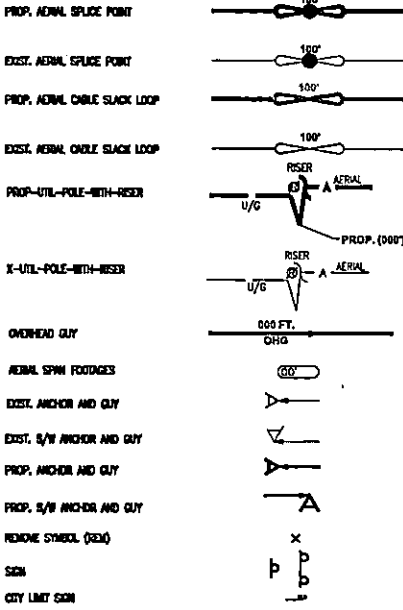 PROP. AERIAL SPLICE POINT
100'
EXIST. AERIAL SPLICE POINT
100'
PROP. AERIAL CABLE SLACK LOOP
100'
EXIST. AERIAL CABLE SLACK LOOP
100'
PROP-UTIL-POLE-WITH-RISER
RISER
A AERIAL
U/G
PROP.(000')
X-UTIL-POLE-WITH-RISER
RISER
A AERIAL
U/G
OVERHEAD GUY
000 FT.
OHG
AERIAL SPAN FOOTAGES
00'
EXIST. ANCHOR AND GUY
EXIST. S/W ANCHOR AND GUY
PROP. ANCHOR AND GUY
PROP. S/W ANCHOR AND GUY
REMOVE SYMBOL (REM)
SIGN
CITY LIMIT SIGN